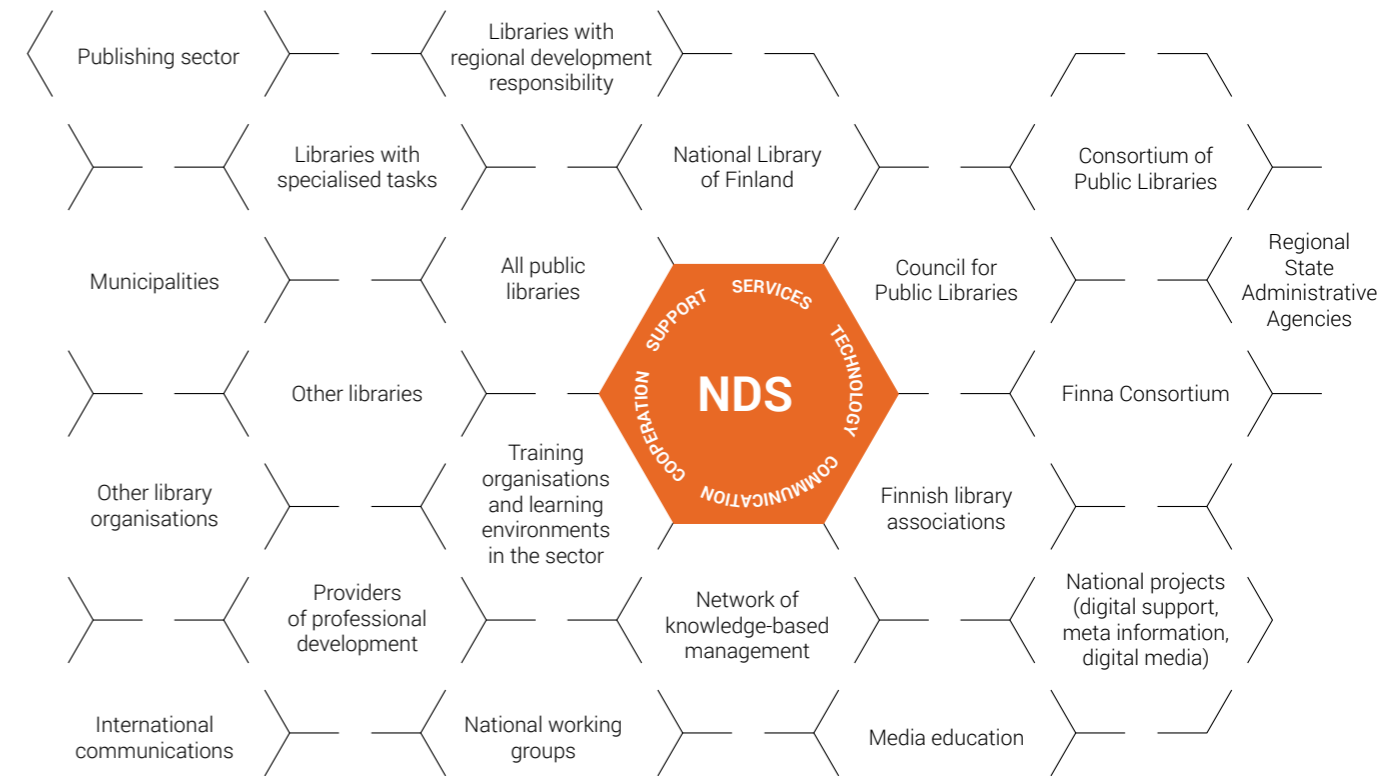 Publishing sector
Libraries with
regional development
responsibility
Libraries with
specialised tasks
National Library
of Finland
Consortium of
Public Libraries
Municipalities
All public
libraries
Council for
Public Libraries
Regional
State
Administrative
Agencies
SUPPORT SERVICES TECHNOLOGY COMMUNICATION COOPERATION
NDS
Other libraries
Finna Consortium
Other library
organisations
Training
organisations
and learning
environments
in the sector
Finnish library
associations
Providers
of professional
development
Network of
knowledge-based
management
National projects
(digital support,
meta information,
digital media)
International
communications
National working
groups
Media education